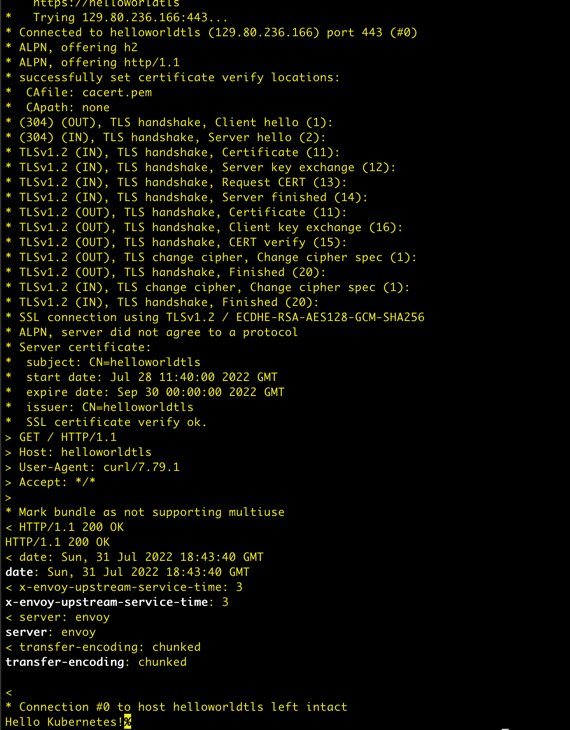 https://helloworldtls
*   Trying 129.80.236.166:443...
* Connected to helloworldtls (129.80.236.166) port 443 (#0)
* ALPN, offering h2
* ALPN, offering http/1.1
* successfully set certificate verify locations:
*  CAfile: cacert.pem
*  CApath: none
* (304) (OUT), TLS handshake, Client hello (1):
* (304) (IN), TLS handshake, Server hello (2):
* TLSv1.2 (IN), TLS handshake, Certificate (11):
* TLSv1.2 (IN), TLS handshake, Server key exchange (12):
* TLSv1.2 (IN), TLS handshake, Request CERT (13):
* TLSv1.2 (IN), TLS handshake, Server finished (14):
* TLSv1.2 (OUT), TLS handshake, Certificate (11):
* TLSv1.2 (OUT), TLS handshake, Client key exchange (16):
* TLSv1.2 (OUT), TLS handshake, CERT verify (15):
* TLSv1.2 (OUT), TLS change cipher, Change cipher spec (1):
* TLSv1.2 (OUT), TLS handshake, Finished (20):
* TLSv1.2 (IN), TLS change cipher, Change cipher spec (1):
* TLSv1.2 (IN), TLS handshake, Finished (20):
* SSL connection using TLSv1.2 / ECDHE-RSA-AES128-GCM-SHA256
* ALPN, server did not agree to a protocol
* Server certificate:
*  subject: CN=helloworldtls
*  start date: Jul 28 11:40:00 2022 GMT
*  expire date: Sep 30 00:00:00 2022 GMT
*  issuer: CN=helloworldtls
*  SSL certificate verify ok.
> GET / HTTP/1.1
> Host: helloworldtls
> User-Agent: curl/7.79.1
> Accept: */*
>
* Mark bundle as not supporting multiuse
< HTTP/1.1 200 OK
HTTP/1.1 200 OK
< date: Sun, 31 Jul 2022 18:43:40 GMT
date: Sun, 31 Jul 2022 18:43:40 GMT
< x-envoy-upstream-service-time: 3
x-envoy-upstream-service-time: 3
< server: envoy
server: envoy
< transfer-encoding: chunked
transfer-encoding: chunked
<
* Connection #0 to host helloworldtls left intact
Hello Kubernetes!x